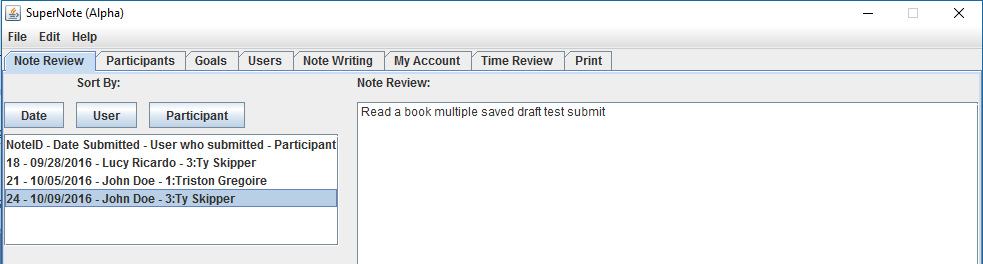 SuperNote (Alpha)
File Edit Help
Note Review Participants Goals Users Note Writing My Account Time Review Print
Sort By:
Note Review:
Date User Participant
Read a book multiple saved draft test submit
NoteID - Date Submitted - User who submitted - Participant
18 - 09/28/2016 - Lucy Ricardo - 3:Ty Skipper
21 - 10/05/2016 - John Doe - 1:Triston Gregoire
24 - 10/09/2016 - John Doe - 3:Ty Skipper